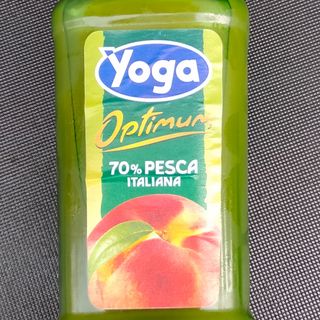 Yoga
Optimum
70% PESCA
ITALIANA